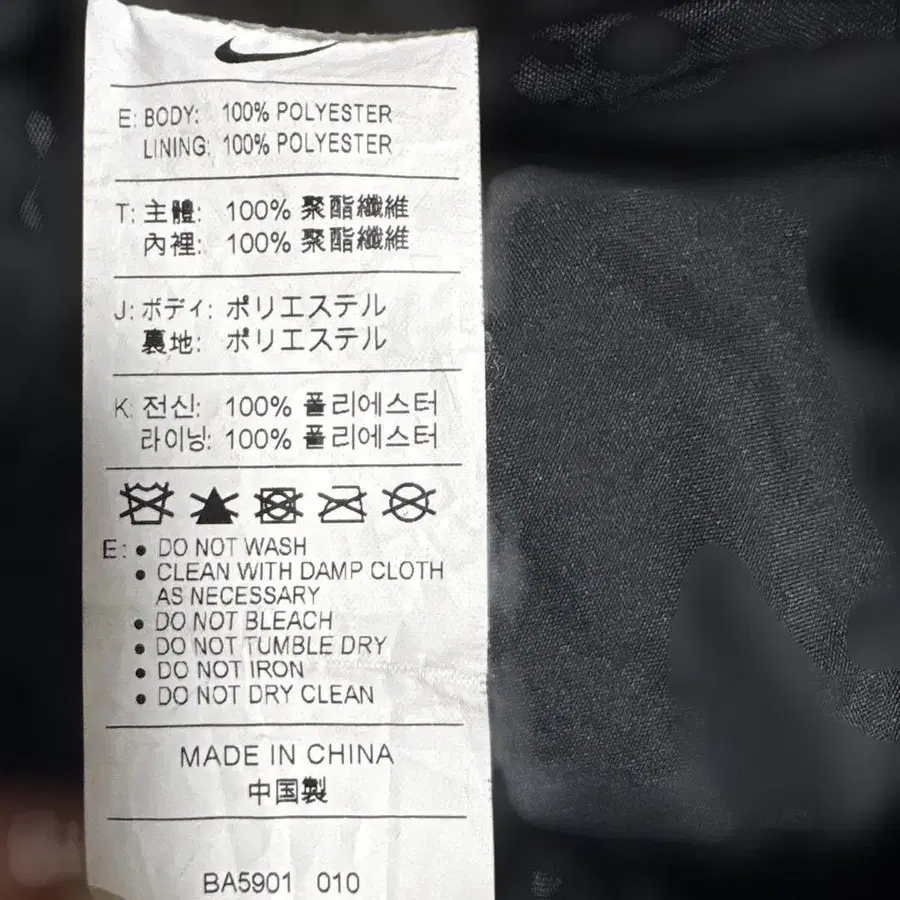 E: BODY: 100% POLYESTER
LINING: 100% POLYESTER
T: 主體: 100% 聚酯纖維
內裡: 100% 聚酯纖維
J: ボディ: ポリエステル
裏地: ポリエステル
K: 전신: 100% 폴리에스터
라이닝: 100% 폴리에스터
E: • DO NOT WASH
• CLEAN WITH DAMP CLOTH
AS NECESSARY
• DO NOT BLEACH
• DO NOT TUMBLE DRY
• DO NOT IRON
• DO NOT DRY CLEAN
MADE IN CHINA
中国製
BA5901 010